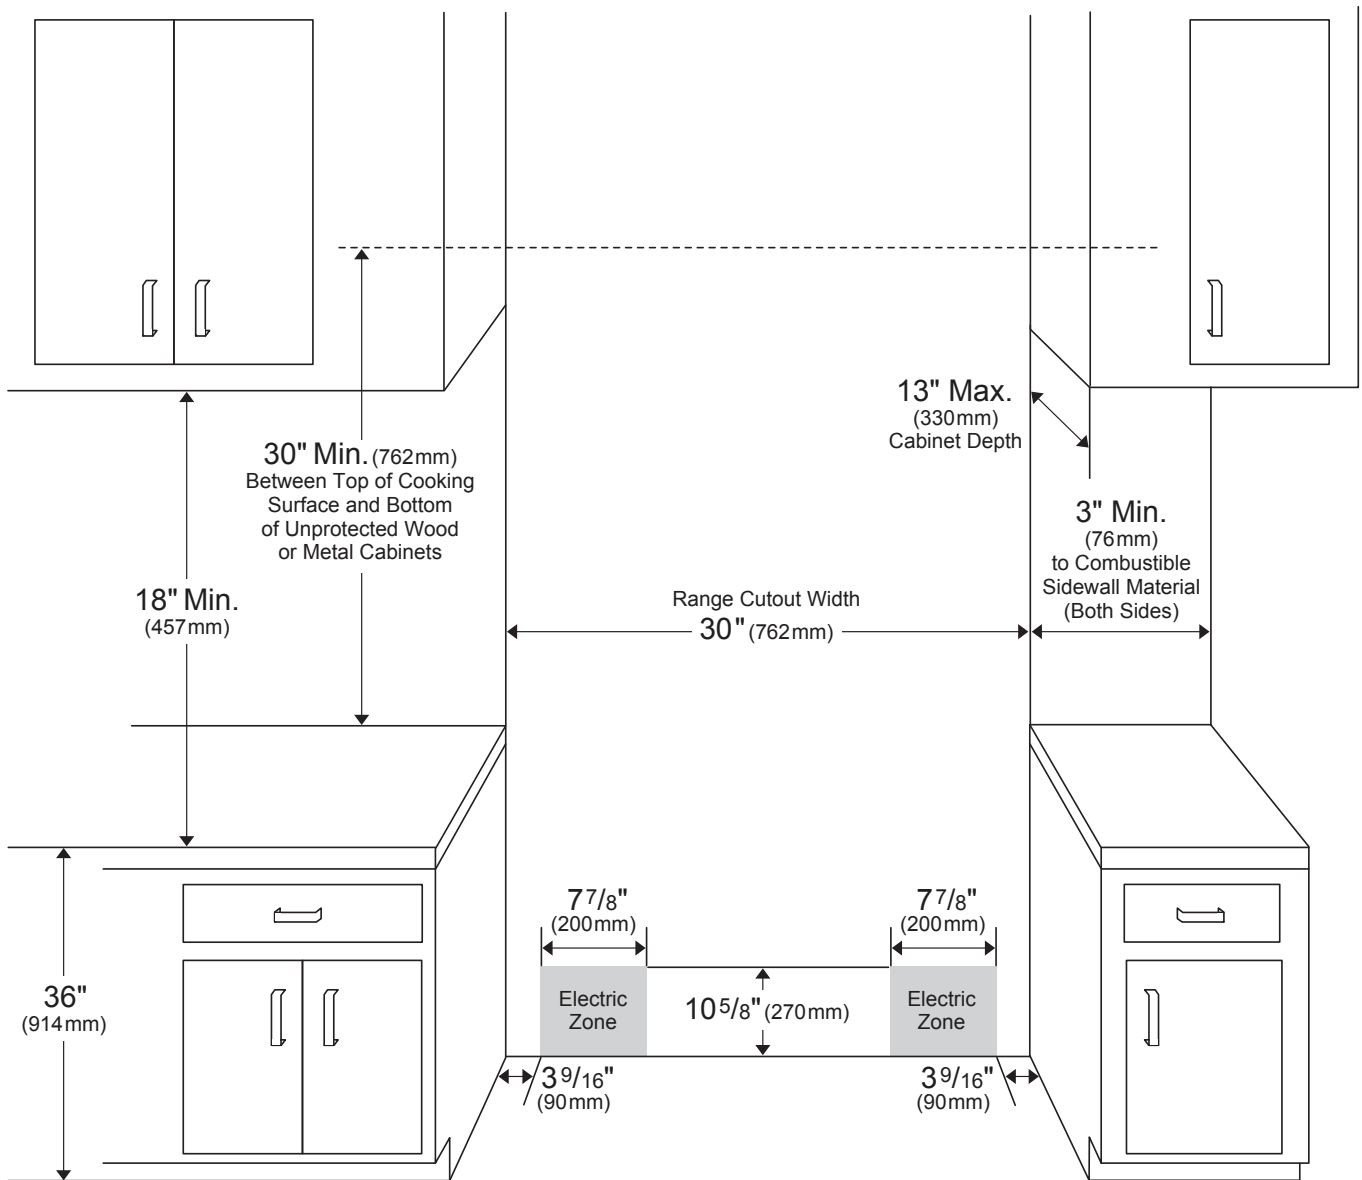 13" Max.
(330mm)
Cabinet Depth
30" Min. (762mm)
Between Top of Cooking
Surface and Bottom
of Unprotected Wood
or Metal Cabinets
3" Min.
(76mm)
to Combustible
Sidewall Material
(Both Sides)
18" Min.
(457mm)
Range Cutout Width
30" (762mm)
7 7/8"
(200mm)
7 7/8"
(200mm)
36"
(914mm)
Electric
Zone
10 5/8" (270mm)
Electric
Zone
3 9/16"
(90mm)
3 9/16"
(90mm)